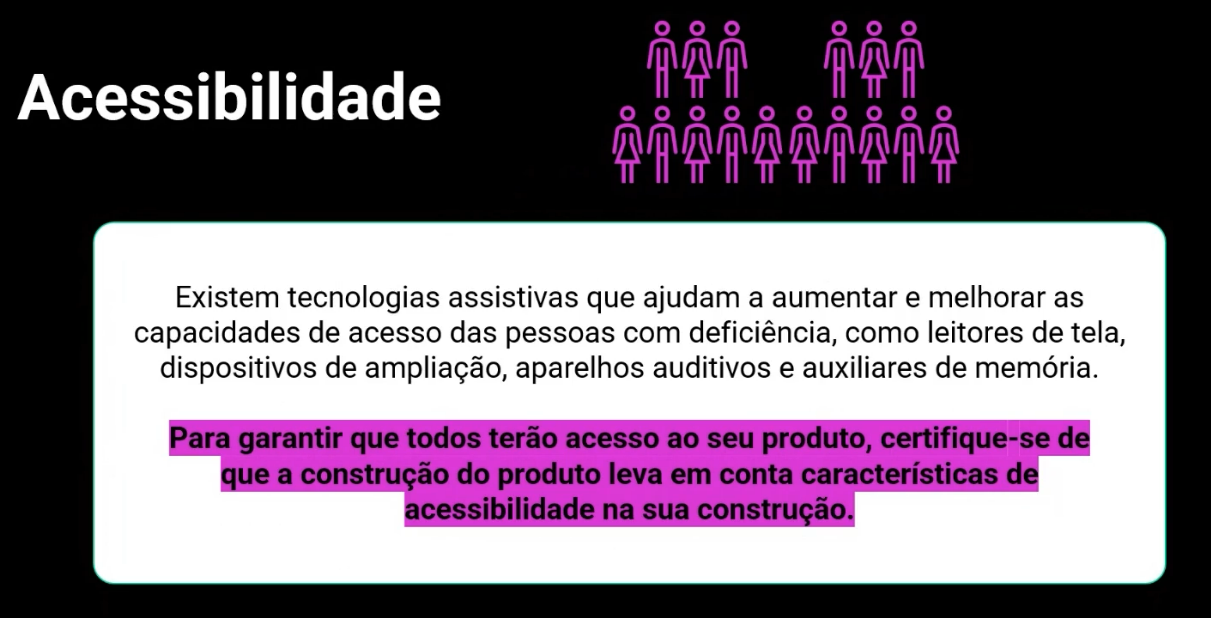 Acessibilidade
Existem tecnologias assistivas que ajudam a aumentar e melhorar as
capacidades de acesso das pessoas com deficiência, como leitores de tela,
dispositivos de ampliação, aparelhos auditivos e auxiliares de memória.
Para garantir que todos terão acesso ao seu produto, certifique-se de
que a construção do produto leva em conta características de
acessibilidade na sua construção.